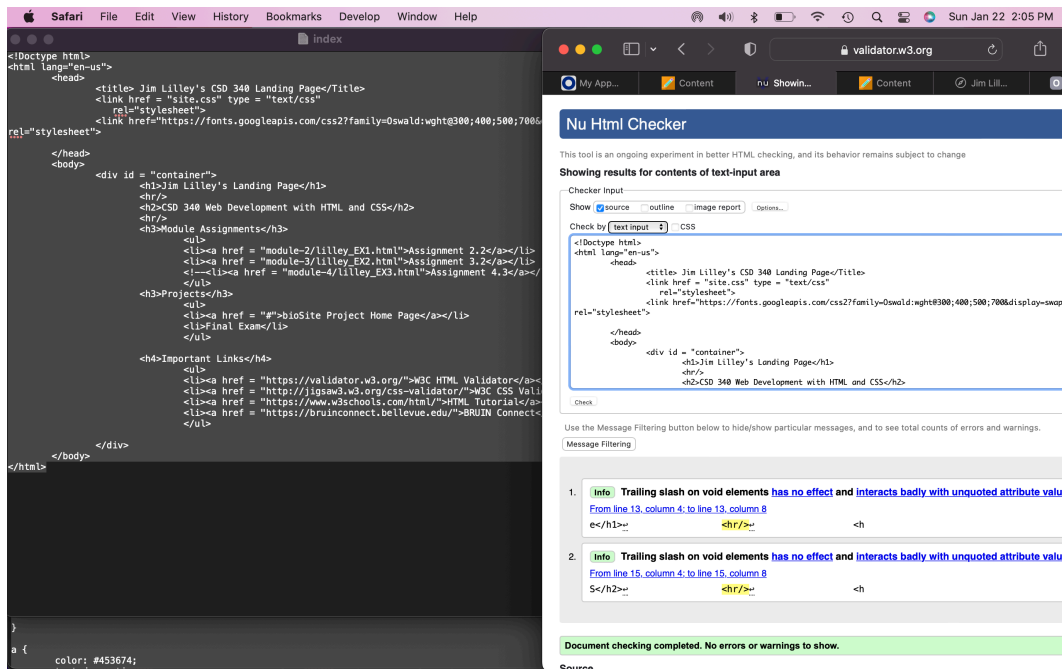 Safari File Edit View History Bookmarks Develop Window Help Sun Jan 22 2:05 PM
index
<!Doctype html>
<html lang="en-us">
<head>
<title> Jim Lilley's CSD 340 Landing Page</Title>
<link href = "site.css" type = "text/css"
rel="stylesheet">
<link href="https://fonts.googleapis.com/css2?family=Oswald:wght@300;400;500;700&
rel="stylesheet">
</head>
<body>
<div id = "container">
<h1>Jim Lilley's Landing Page</h1>
<hr/>
<h2>CSD 340 Web Development with HTML and CSS</h2>
<hr/>
<h3>Module Assignments</h3>
<ul>
<li><a href = "module-2/lilley_EX1.html">Assignment 2.2</a></li>
<li><a href = "module-3/lilley_EX2.html">Assignment 3.2</a></li>
<!--<li><a href = "module-4/lilley_EX3.html">Assignment 4.3</a></
</ul>
<h3>Projects</h3>
<ul>
<li><a href = "#">bioSite Project Home Page</a></li>
<li>Final Exam</li>
</ul>
<h4>Important Links</h4>
<ul>
<li><a href = "https://validator.w3.org/">W3C HTML Validator</a><
<li><a href = "http://jigsaw3.w3.org/css-validator/">W3C CSS Vali
<li><a href = "https://www.w3schools.com/html/">HTML Tutorial</a>
<li><a href = "https://bruinconnect.bellevue.edu/">BRUIN Connect<
</ul>
</div>
</body>
</html>
}
a {
color: #453674;
validator.w3.org
My App... Content nu Showin... Content Jim Lill...
Nu Html Checker
This tool is an ongoing experiment in better HTML checking, and its behavior remains subject to change
Showing results for contents of text-input area
Checker Input
Show source outline image report Options...
Check by text input CSS
<!Doctype html>
<html lang="en-us">
<head>
<title> Jim Lilley's CSD 340 Landing Page</Title>
<link href = "site.css" type = "text/css"
rel="stylesheet">
<link href="https://fonts.googleapis.com/css2?family=Oswald:wght@300;400;500;700&display=swap
rel="stylesheet">
</head>
<body>
<div id = "container">
<h1>Jim Lilley's Landing Page</h1>
<hr/>
<h2>CSD 340 Web Development with HTML and CSS</h2>
Check
Use the Message Filtering button below to hide/show particular messages, and to see total counts of errors and warnings.
Message Filtering
1. Info Trailing slash on void elements has no effect and interacts badly with unquoted attribute valu
From line 13, column 4; to line 13, column 8
e</h1>↩ <hr/>↩ <h
2. Info Trailing slash on void elements has no effect and interacts badly with unquoted attribute valu
From line 15, column 4; to line 15, column 8
S</h2>↩ <hr/>↩ <h
Document checking completed. No errors or warnings to show.
Source